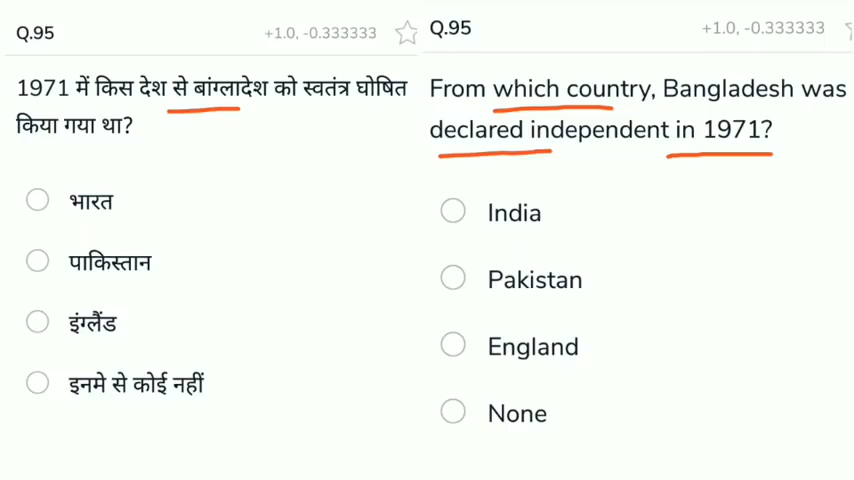 Q.95
+1.0, -0.333333
1971 में किस देश से बांग्लादेश को स्वतंत्र घोषित
किया गया था?
भारत
पाकिस्तान
इंग्लैंड
इनमे से कोई नहीं
Q.95
+1.0, -0.333333
From which country, Bangladesh was
declared independent in 1971?
India
Pakistan
England
None